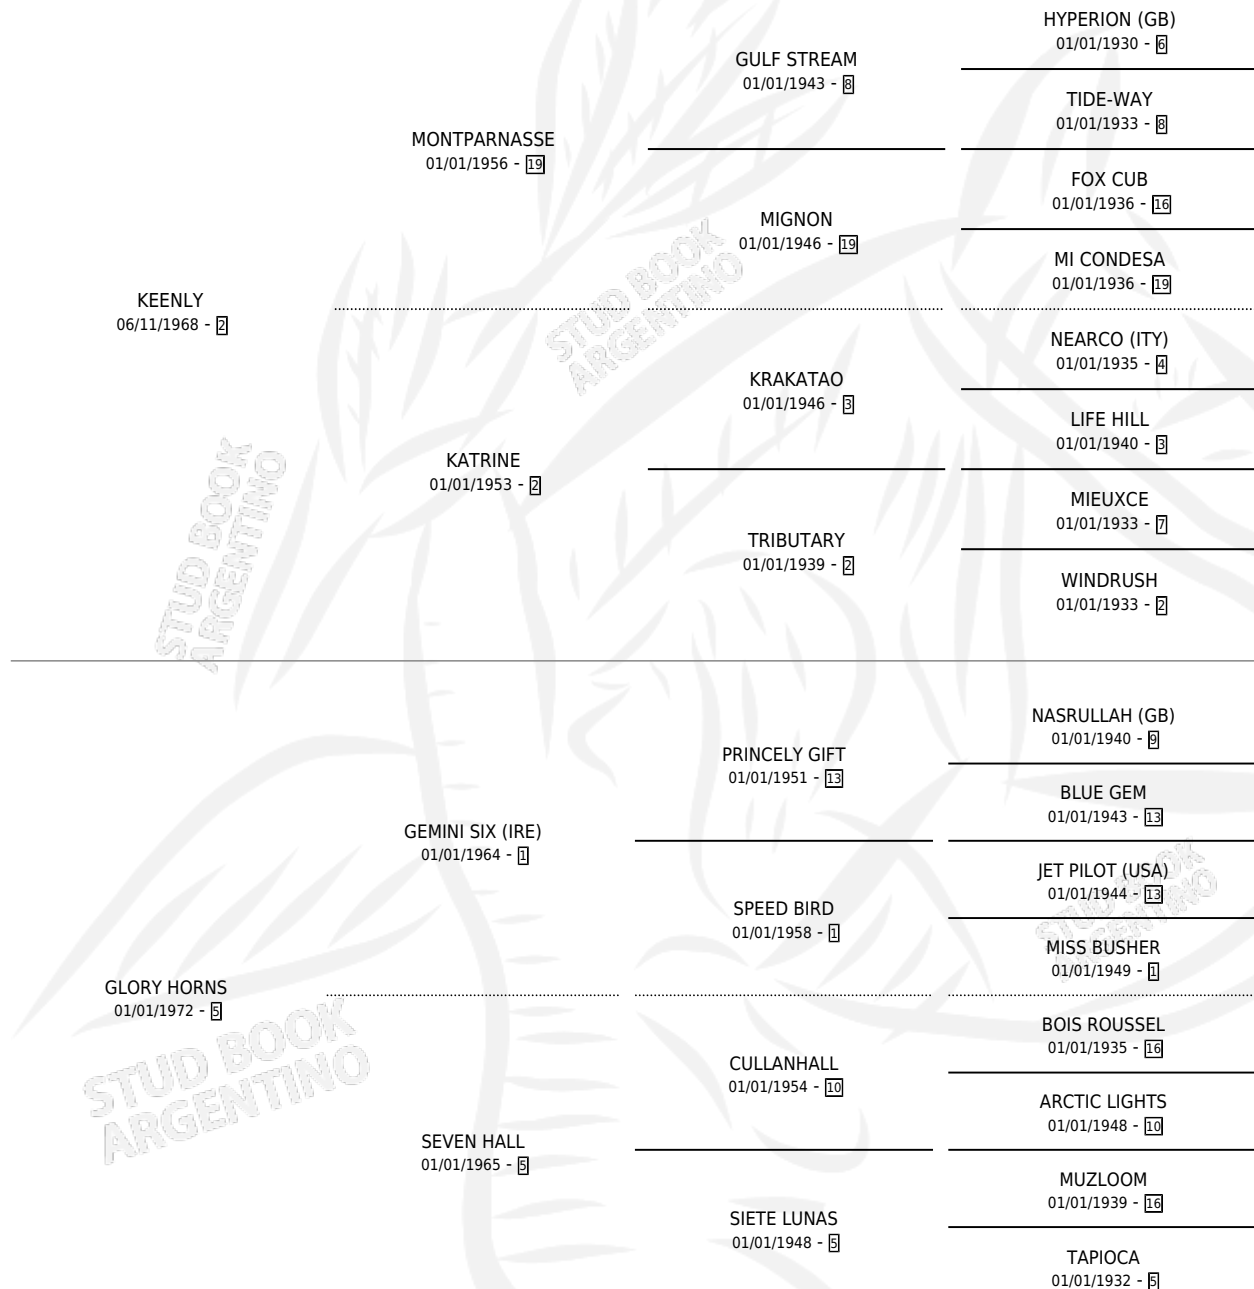 HYPERION (GB)
01/01/1930 - 6
GULF STREAM
01/01/1943 - 8
TIDE-WAY
01/01/1933 - 8
MONTPARNASSE
01/01/1956 - 19
FOX CUB
01/01/1936 - 16
MIGNON
01/01/1946 - 19
MI CONDESA
01/01/1936 - 19
KEENLY
06/11/1968 - 2
NEARCO (ITY)
01/01/1935 - 4
KRAKATAO
01/01/1946 - 3
LIFE HILL
01/01/1940 - 3
KATRINE
01/01/1953 - 2
MIEUXCE
01/01/1933 - 7
TRIBUTARY
01/01/1939 - 2
WINDRUSH
01/01/1933 - 2
NASRULLAH (GB)
01/01/1940 - 9
PRINCELY GIFT
01/01/1951 - 13
BLUE GEM
01/01/1943 - 13
GEMINI SIX (IRE)
01/01/1964 - 1
JET PILOT (USA)
01/01/1944 - 13
SPEED BIRD
01/01/1958 - 1
MISS BUSHER
01/01/1949 - 1
GLORY HORNS
01/01/1972 - 5
BOIS ROUSSEL
01/01/1935 - 16
CULLANHALL
01/01/1954 - 10
ARCTIC LIGHTS
01/01/1948 - 10
SEVEN HALL
01/01/1965 - 5
MUZLOOM
01/01/1939 - 16
SIETE LUNAS
01/01/1948 - 5
TAPIOCA
01/01/1932 - 5
STUD BOOK
ARGENTINO
STUD BOOK
ARGENTINO
STUD BOOK
ARGENTINO
STUD BOOK
ARGENTINO